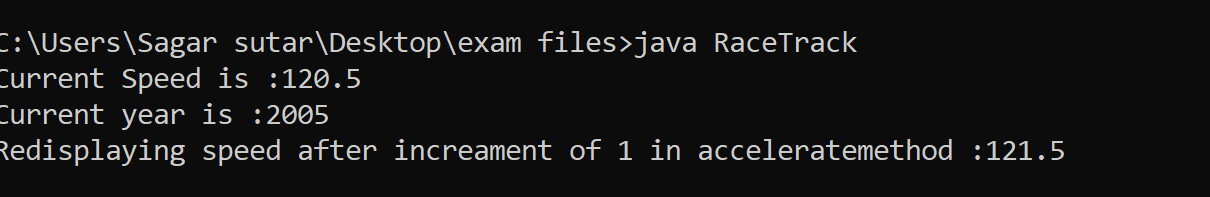 C:\Users\Sagar sutar\Desktop\exam files>java RaceTrack
Current Speed is :120.5
Current year is :2005
Redisplaying speed after increament of 1 in acceleratemethod :121.5